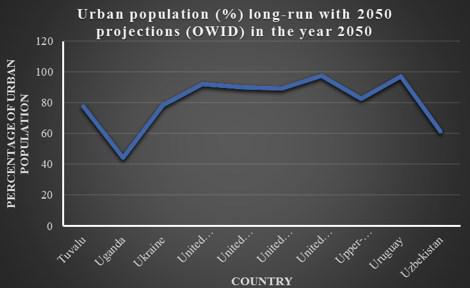 Urban population (%) long-run with 2050
projections (OWID) in the year 2050
PERCENTAGE OF URBAN
POPULATION
120
100
80
60
40
20
0
Tuvalu
Uganda
Ukraine
United…
United…
United…
United…
Upper-…
Uruguay
Uzbekistan
COUNTRY